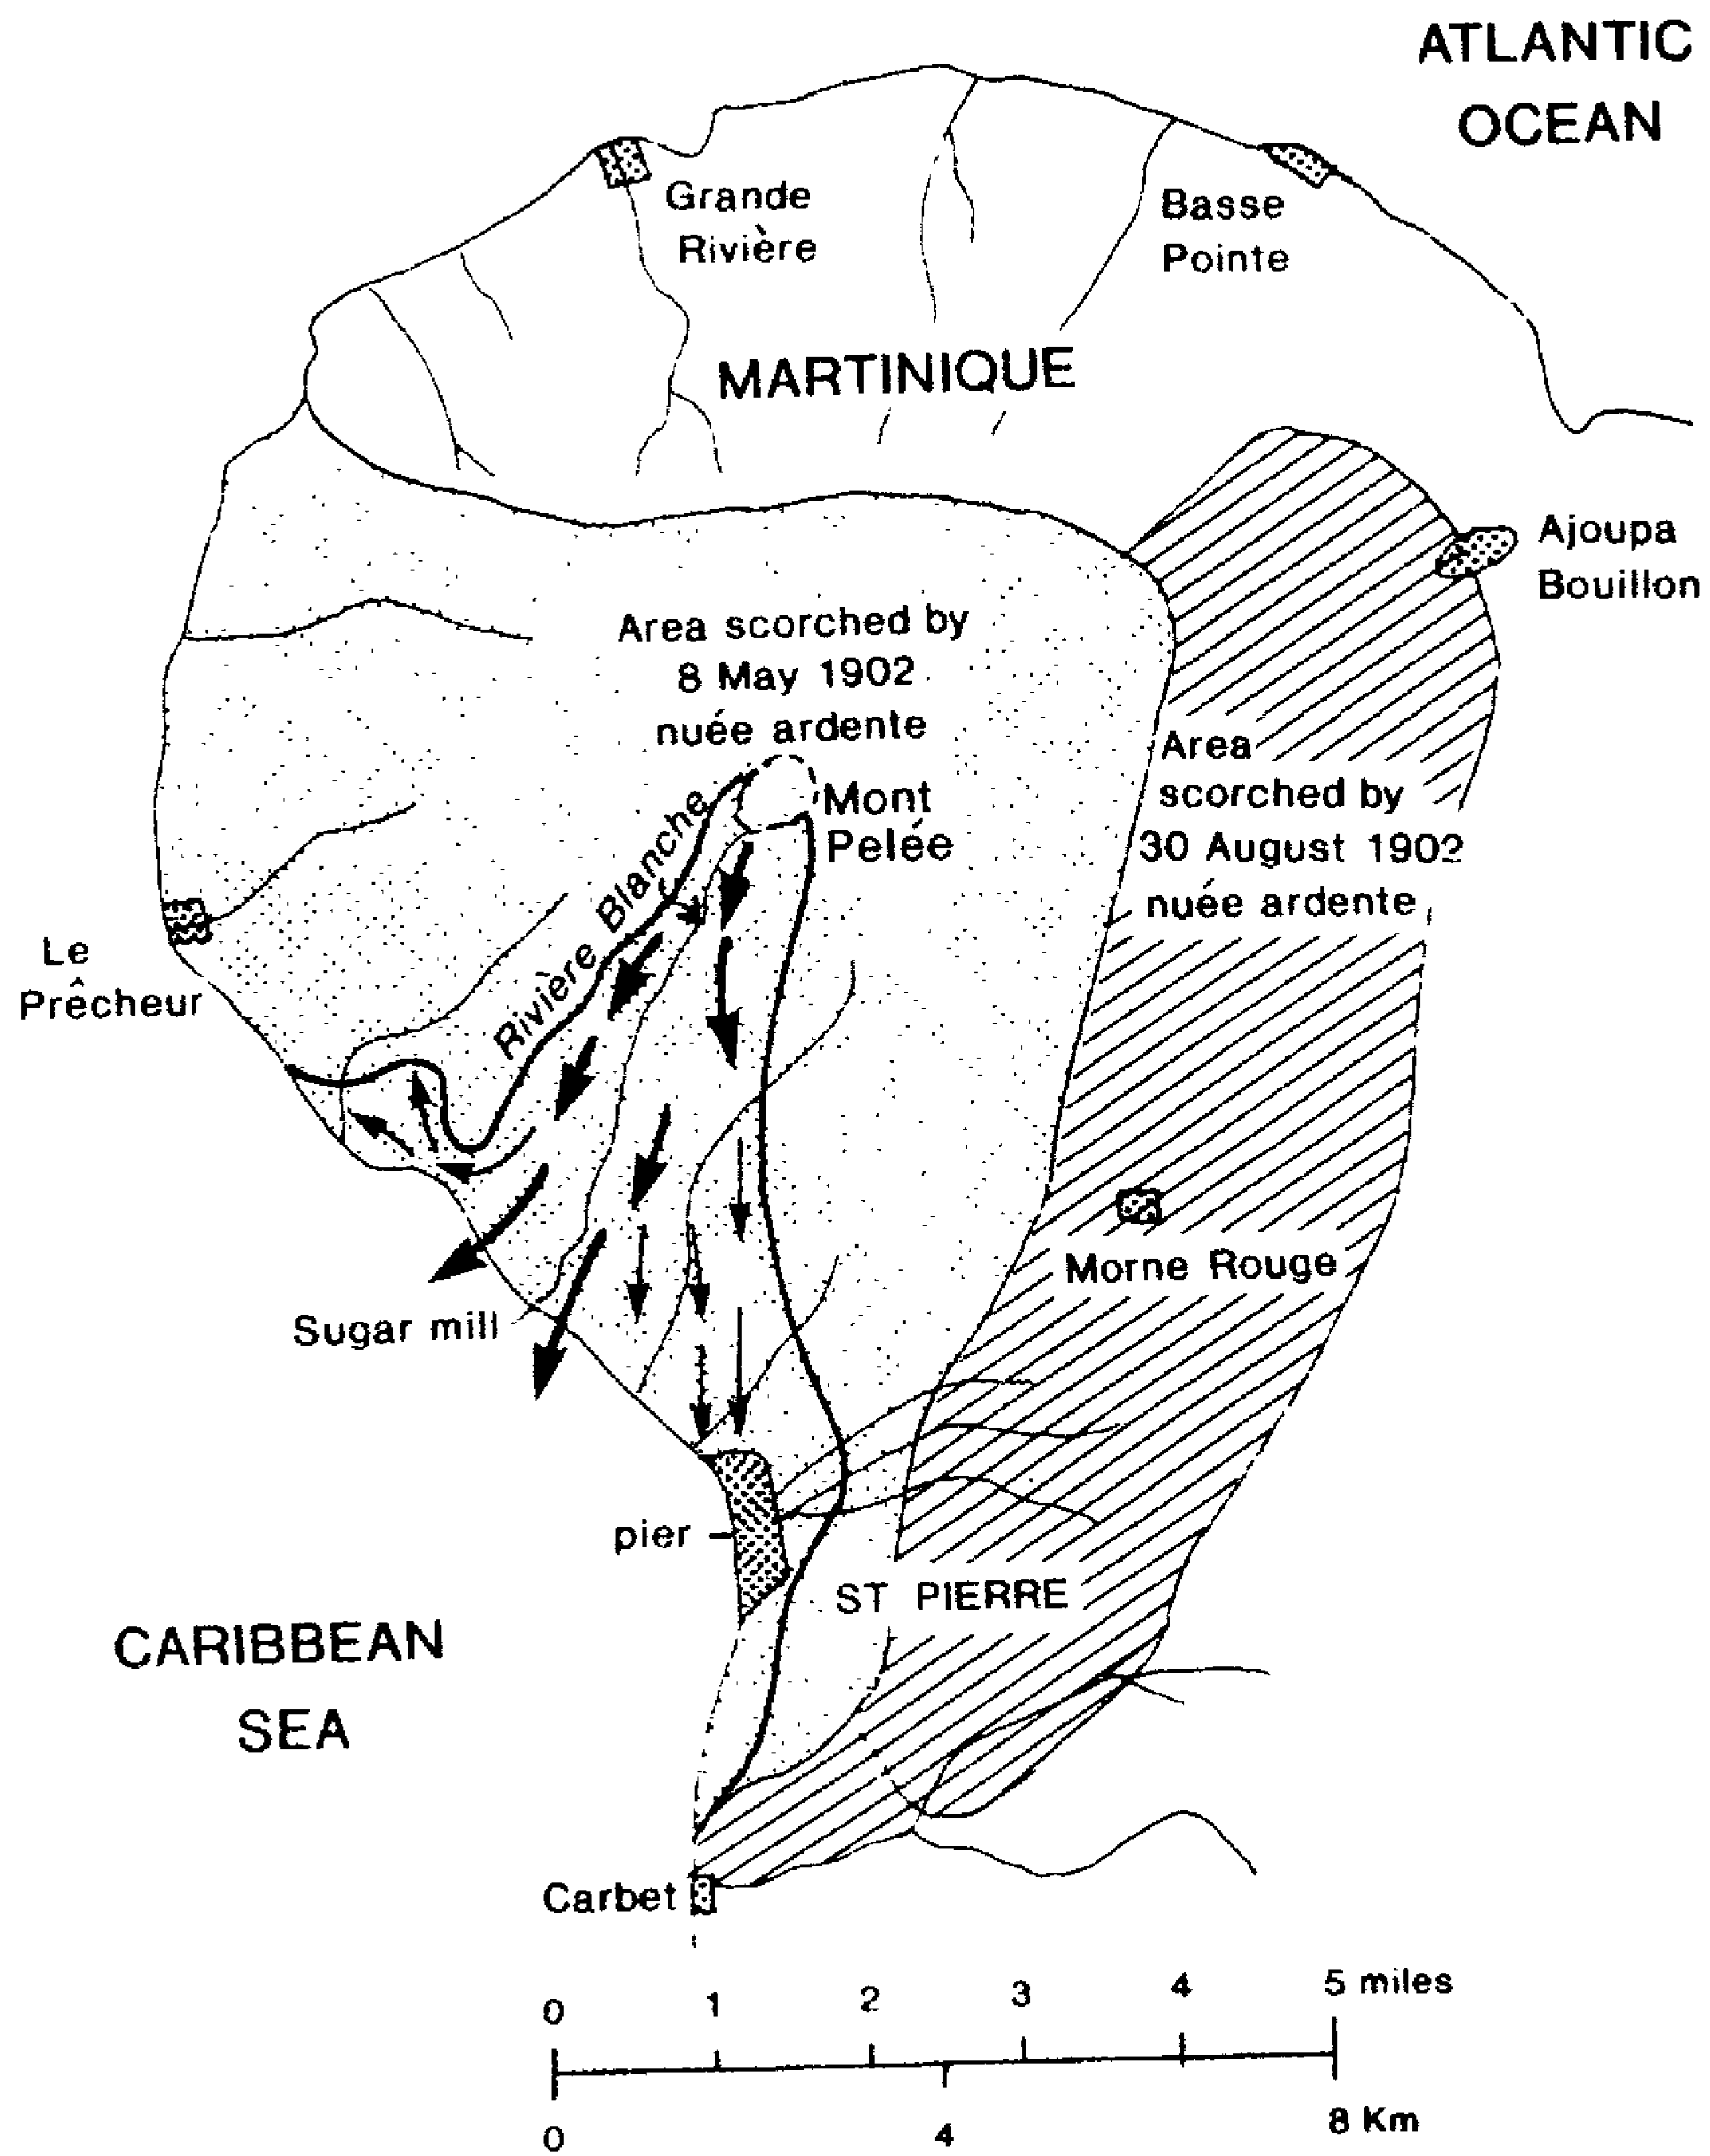 ATLANTIC
OCEAN
Grande
Rivière
Basse
Pointe
MARTINIQUE
Ajoupa
Bouillon
Area scorched by
8 May 1902
nuée ardente
Area
scorched by
30 August 1902
nuée ardente
Mont
Pelée
Rivière Blanche
Le
Prêcheur
Morne Rouge
Sugar mill
pier
ST PIERRE
CARIBBEAN
SEA
Carbet
0 1 2 3 4 5 miles
0 4 8 Km